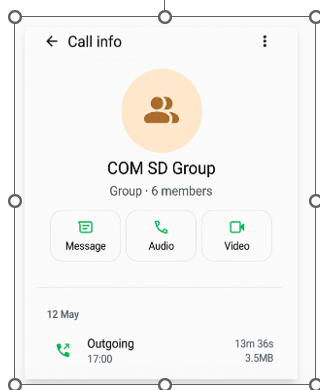 Call info
COM SD Group
Group · 6 members
Message Audio Video
12 May
Outgoing 13m 36s
17:00 3.5MB